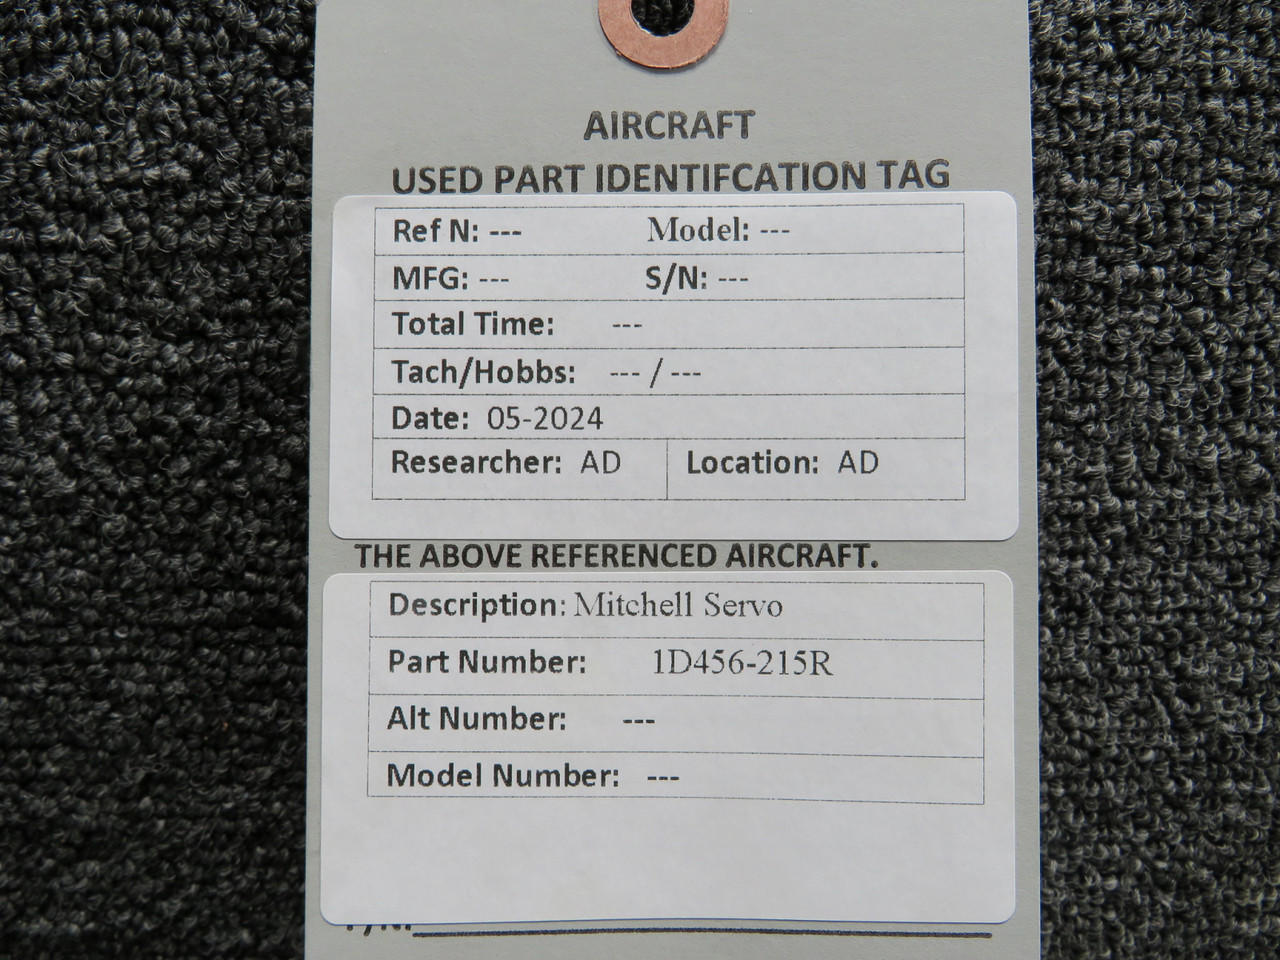 AIRCRAFT
USED PART IDENTIFCATION TAG
Ref N: --- Model: ---
MFG: --- S/N: ---
Total Time: ---
Tach/Hobbs: --- / ---
Date: 05-2024
Researcher: AD Location: AD
THE ABOVE REFERENCED AIRCRAFT.
Description: Mitchell Servo
Part Number: 1D456-215R
Alt Number: ---
Model Number: ---